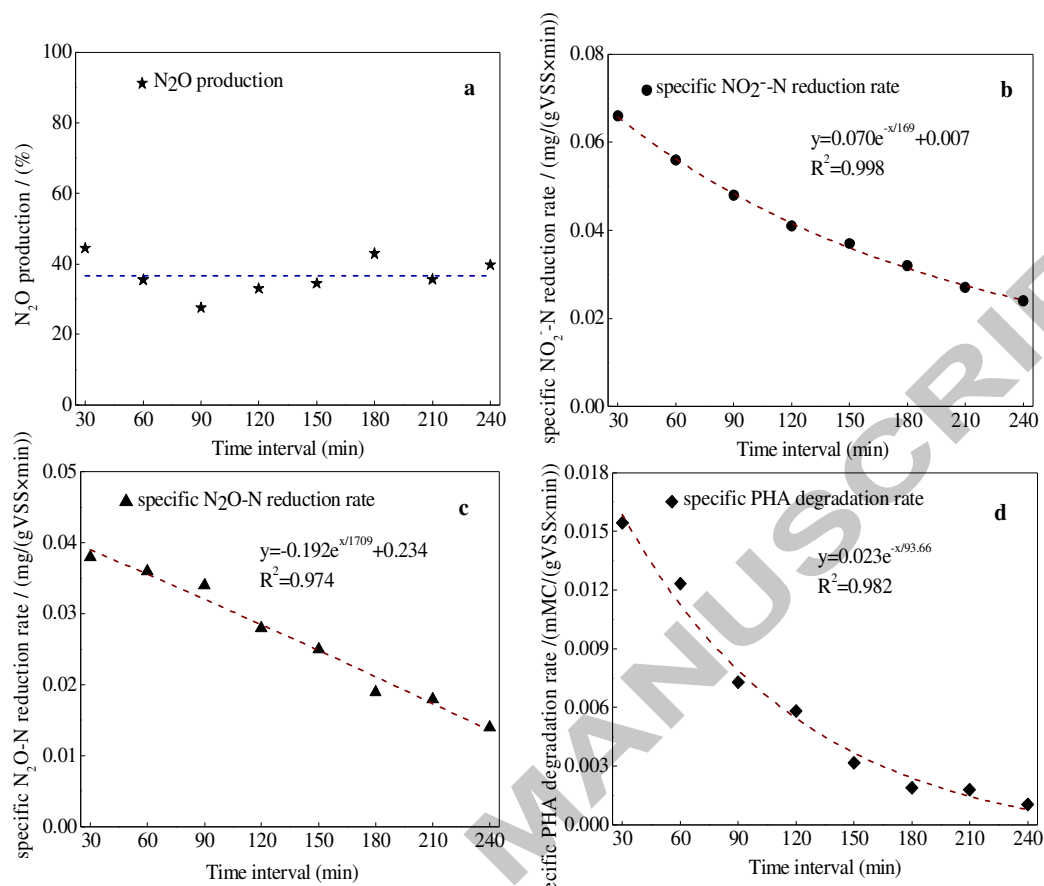 100
80
60
40
20
0
N2O production / (%)
★ N2O production
a
30 60 90 120 150 180 210 240
Time interval (min)
0.08
0.06
0.04
0.02
0.00
specific NO2⁻-N reduction rate / (mg/(gVSS×min))
● specific NO2⁻-N reduction rate
b
y=0.070e^-x/169+0.007
R²=0.998
30 60 90 120 150 180 210 240
Time interval (min)
0.05
0.04
0.03
0.02
0.01
0.00
specific N2O-N reduction rate / (mg/(gVSS×min))
▲ specific N2O-N reduction rate
c
y=-0.192e^x/1709+0.234
R²=0.974
30 60 90 120 150 180 210 240
Time interval (min)
0.018
0.015
0.012
0.009
0.006
0.003
0.000
specific PHA degradation rate /(mMC/(gVSS×min))
◆ specific PHA degradation rate
d
y=0.023e^-x/93.66
R²=0.982
30 60 90 120 150 180 210 240
Time interval (min)
MANUSCRIP